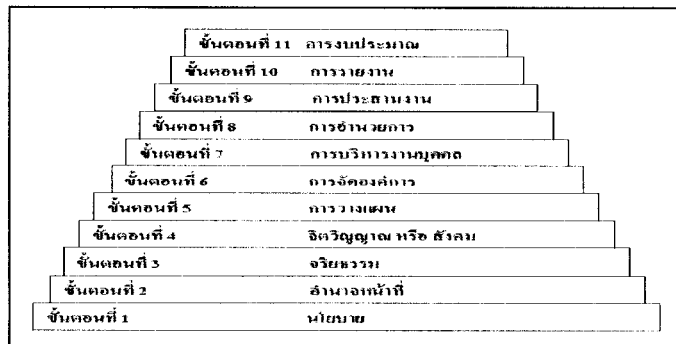 ขั้นตอนที่ 11 การงบประมาณ
ขั้นตอนที่ 10 การรายงาน
ขั้นตอนที่ 9 การประสานงาน
ขั้นตอนที่ 8 การอำนวยการ
ขั้นตอนที่ 7 การบริหารงานบุคคล
ขั้นตอนที่ 6 การจัดองค์การ
ขั้นตอนที่ 5 การวางแผน
ขั้นตอนที่ 4 จิตวิญญาณ หรือ สังคม
ขั้นตอนที่ 3 จริยธรรม
ขั้นตอนที่ 2 อำนาจหน้าที่
ขั้นตอนที่ 1 นโยบาย